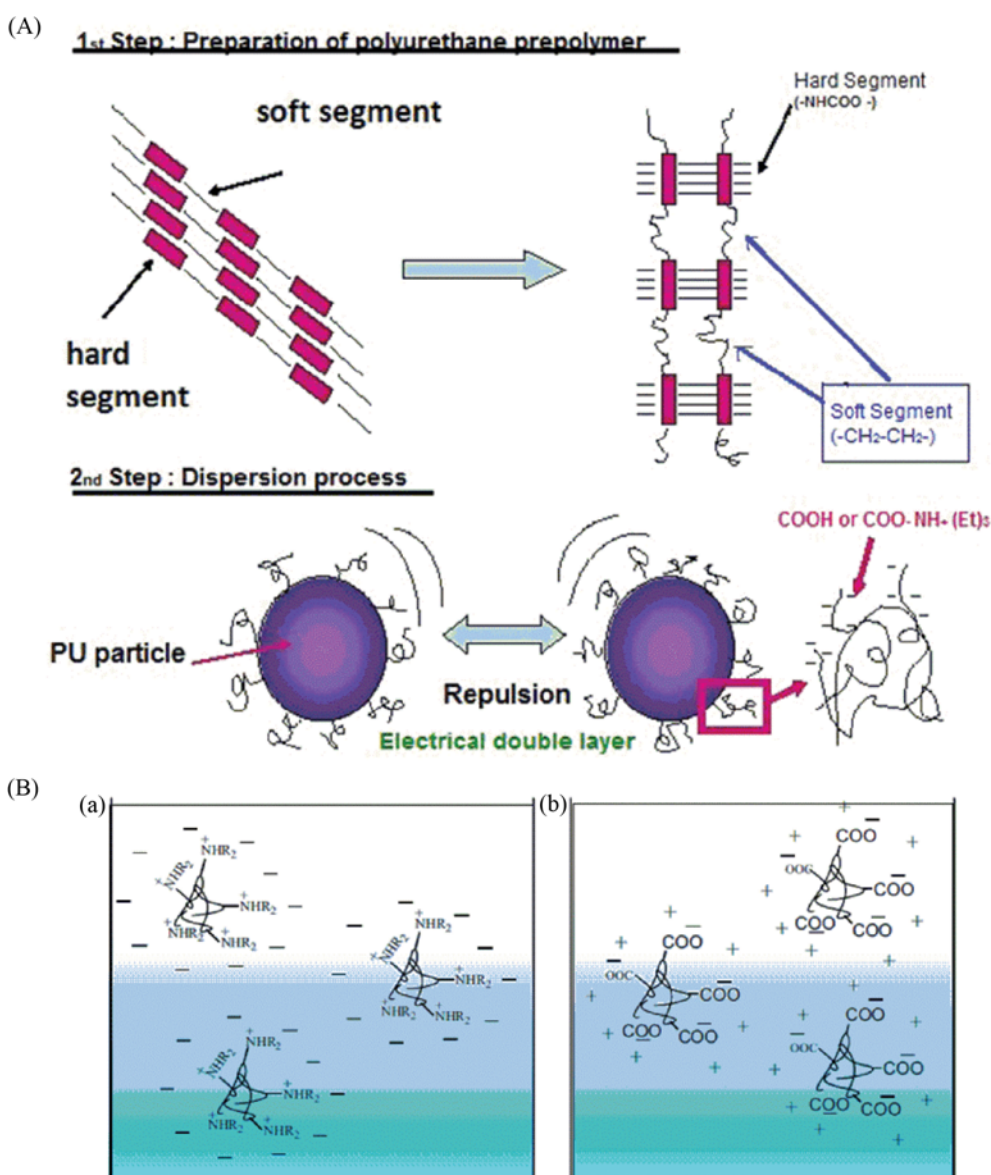 (A)
1st Step : Preparation of polyurethane prepolymer
soft segment
hard
segment
Hard Segment
(-NHCOO -)
Soft Segment
(-CH2-CH2-)
2nd Step : Dispersion process
COOH or COO- NH+ (Et)3
PU particle
Repulsion
Electrical double layer
(B)
(a)
+
NHR2
+
NHR2
+
NHR2
+
NHR2
+
NHR2
+
NHR2
+
NHR2
+
NHR2
+
NHR2
+
NHR2
+
NHR2
+
NHR2
+
NHR2
+
NHR2
+
NHR2
(b)
COO
OOC
COO
COO
COO
COO
OOC
COO
COO
COO
COO
OOC
COO
COO
COO